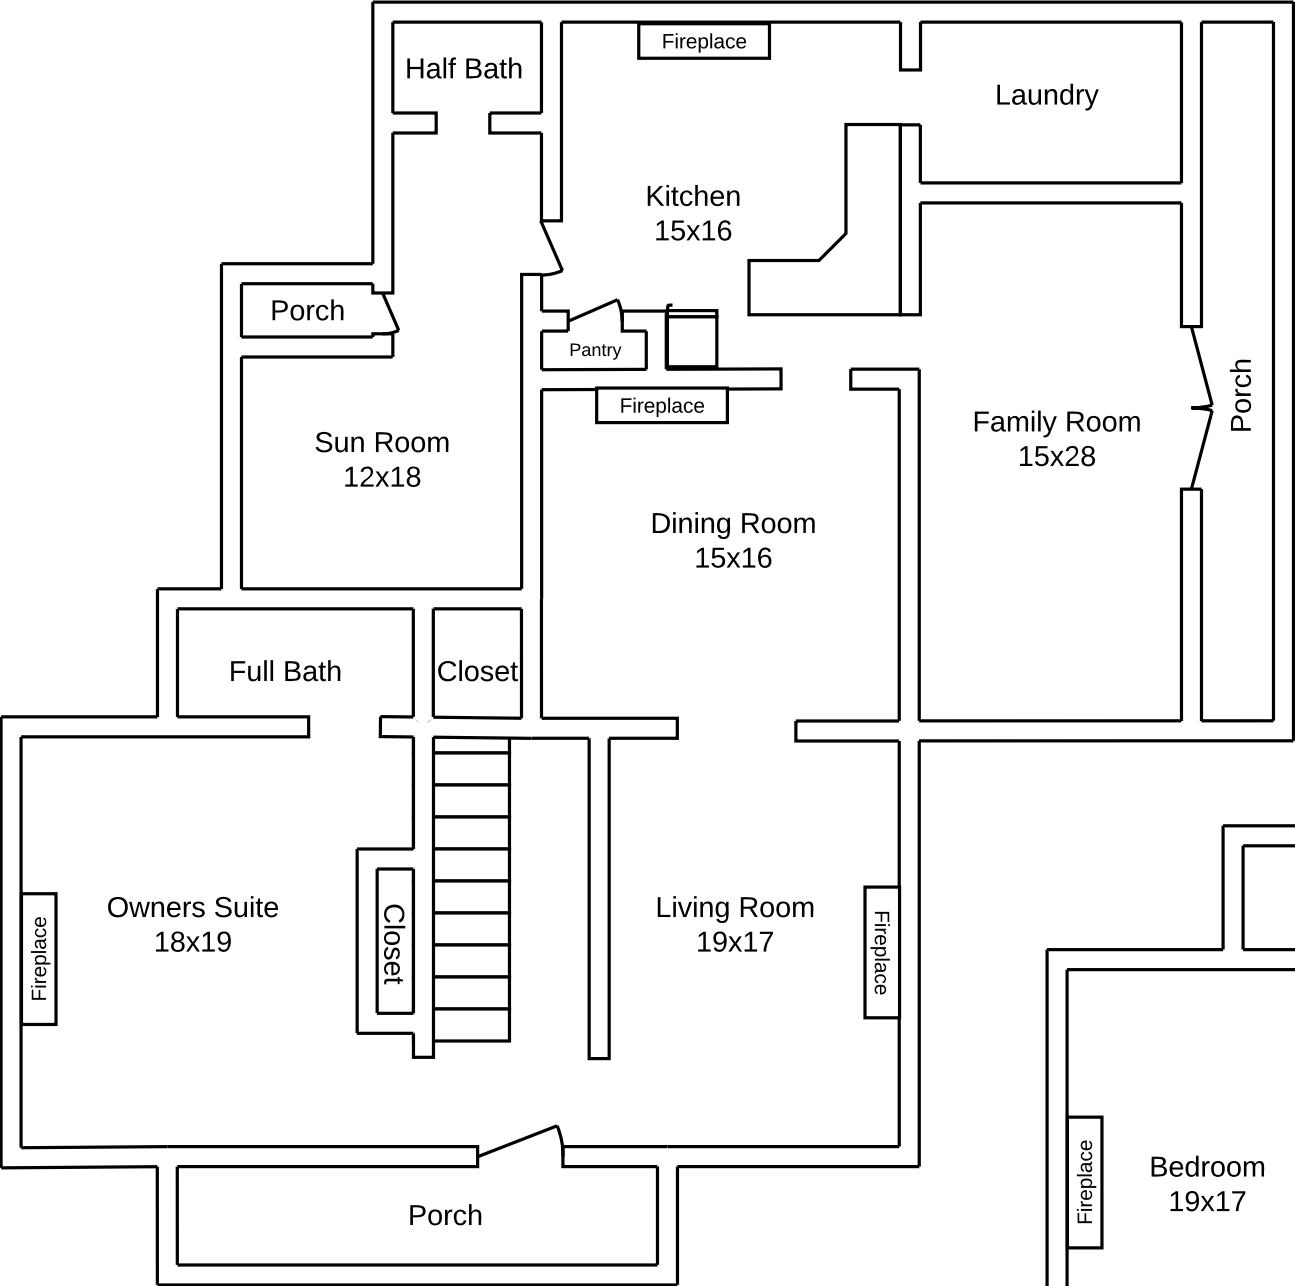 Fireplace
Half Bath
Laundry
Kitchen
15x16
Porch
Pantry
Fireplace
Porch
Sun Room
12x18
Family Room
15x28
Dining Room
15x16
Full Bath
Closet
Owners Suite
18x19
Fireplace
Closet
Living Room
19x17
Fireplace
Bedroom
19x17
Fireplace
Porch